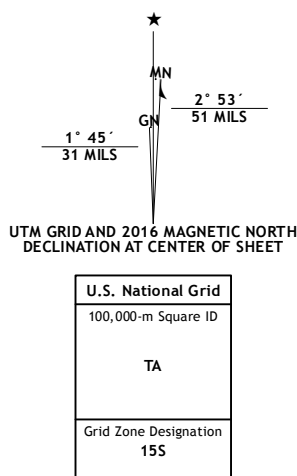 ★
MN
GN
1° 45´
31 MILS
2° 53´
51 MILS
UTM GRID AND 2016 MAGNETIC NORTH
DECLINATION AT CENTER OF SHEET
U.S. National Grid
100,000-m Square ID
TA
Grid Zone Designation
15S